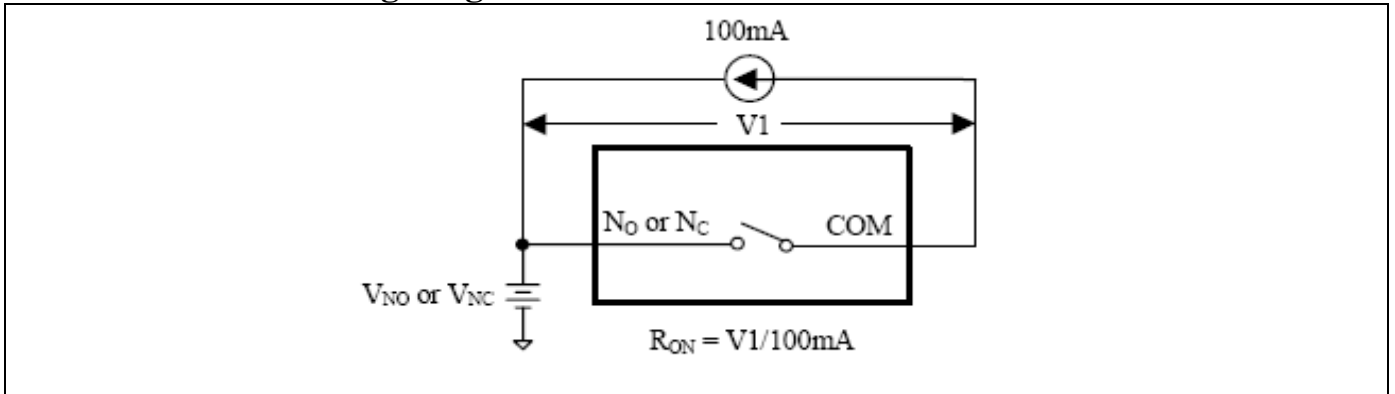 100mA
V1
NO or NC
COM
VNO or VNC
RON = V1/100mA